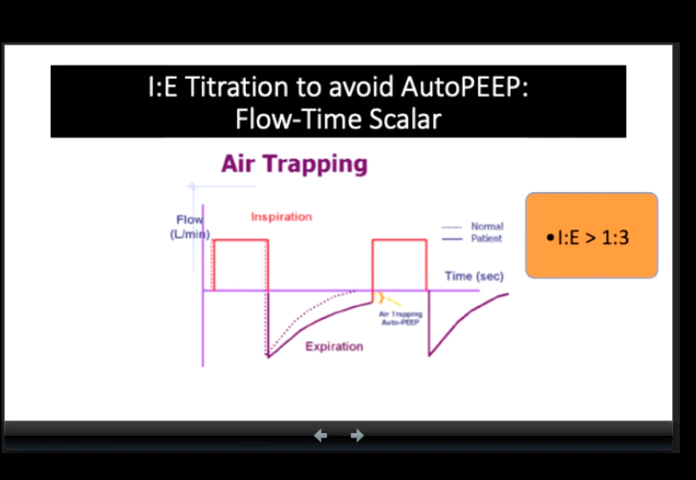 I:E Titration to avoid AutoPEEP:
Flow-Time Scalar
Air Trapping
Flow
(L/min)
Inspiration
Normal
Patient
Time (sec)
Air Trapping
Auto-PEEP
Expiration
•I:E > 1:3